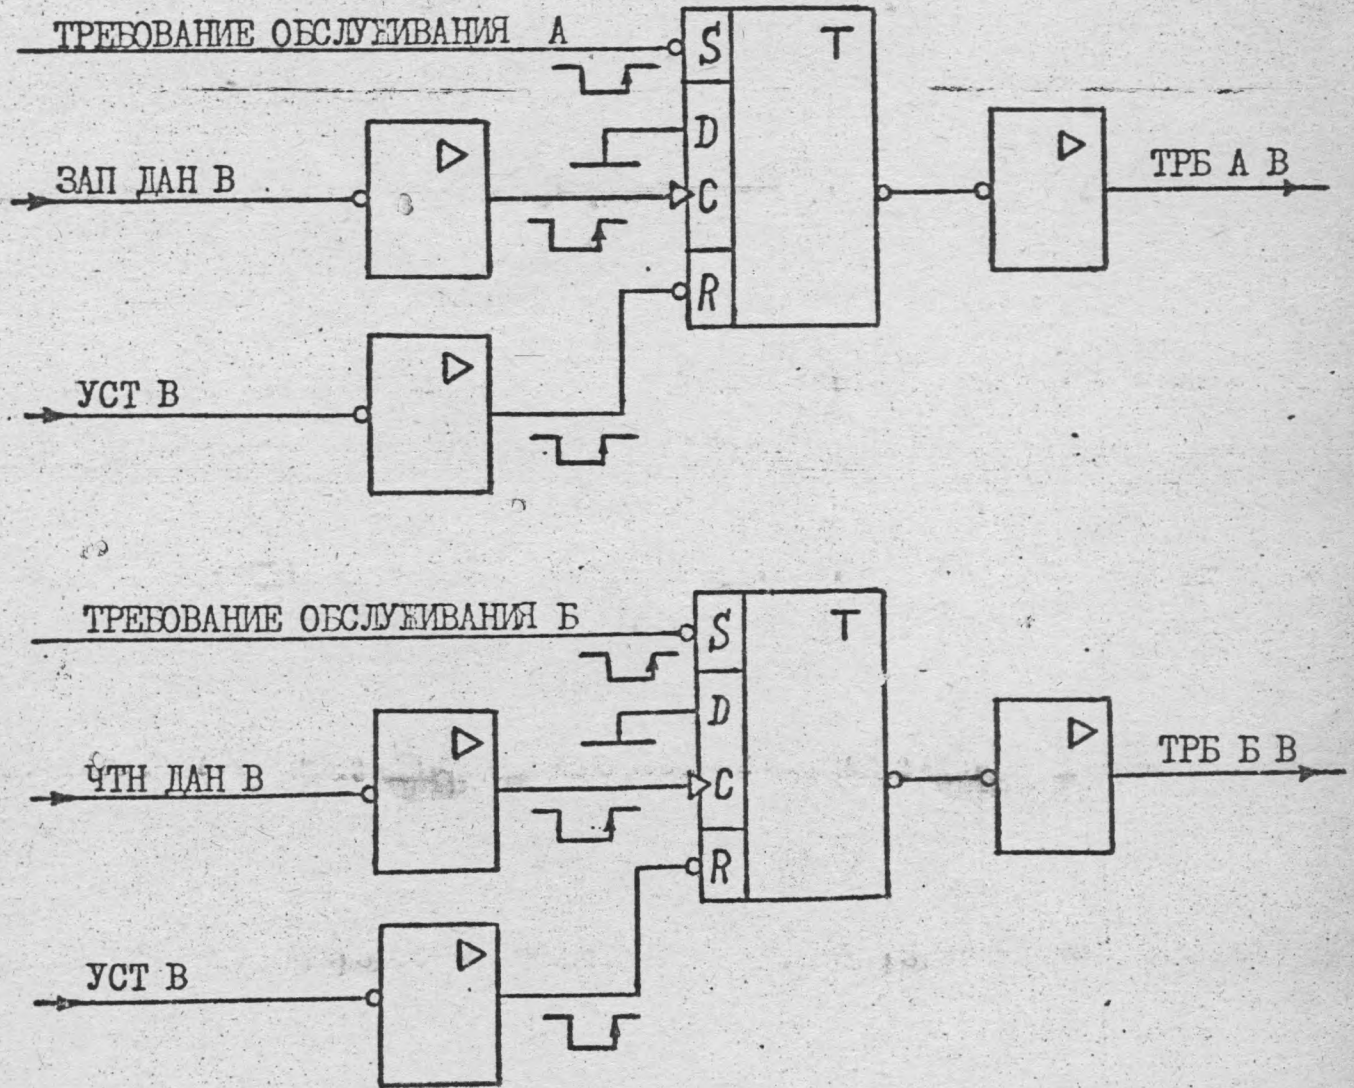 ТРЕБОВАНИЕ ОБСЛУЖИВАНИЯ А
S
T
D
ЗАП ДАН В
C
ТРБ А В
R
УСТ В
ТРЕБОВАНИЕ ОБСЛУЖИВАНИЯ Б
S
T
D
ЧТН ДАН В
C
ТРБ Б В
R
УСТ В